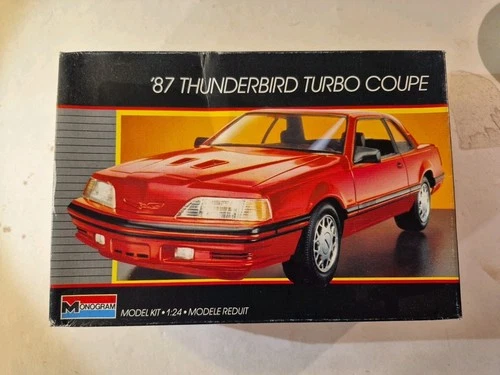 '87 THUNDERBIRD TURBO COUPE
MONOGRAM
MODEL KIT • 1:24 • MODELE REDUIT